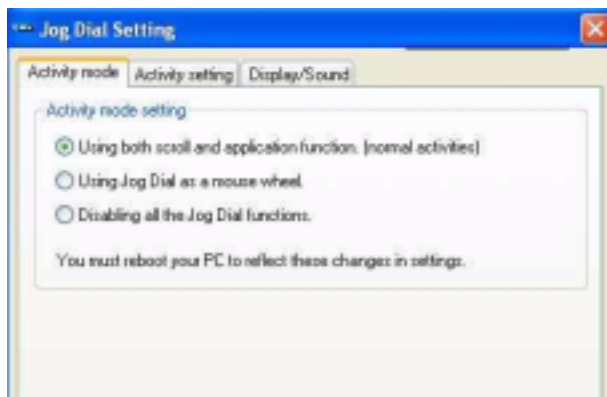 Jog Dial Setting
Activity mode Activity setting Display/Sound
Activity mode setting
Using both scroll and application function. (normal activities)
Using Jog Dial as a mouse wheel.
Disabling all the Jog Dial functions.
You must reboot your PC to reflect these changes in settings.